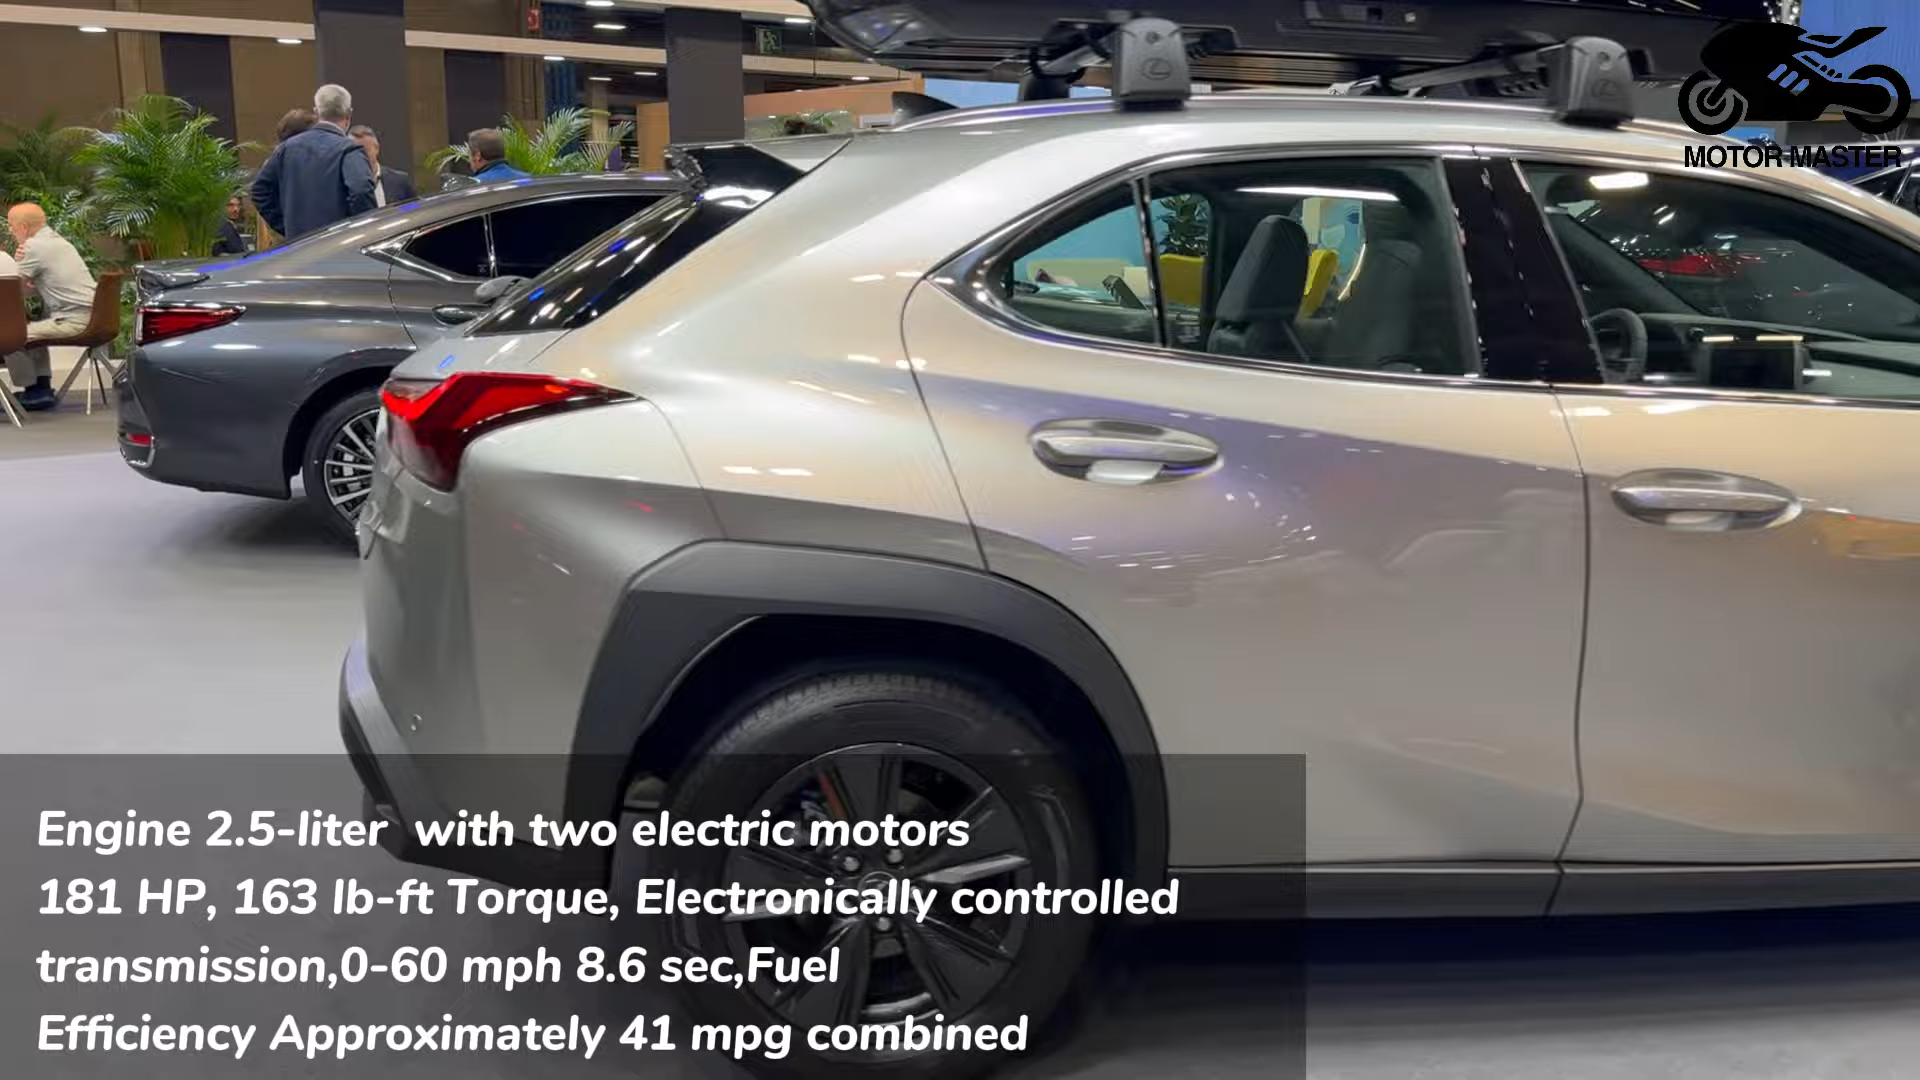 MOTOR MASTER
Engine 2.5-liter  with two electric motors
181 HP, 163 lb-ft Torque, Electronically controlled
transmission,0-60 mph 8.6 sec,Fuel
Efficiency Approximately 41 mpg combined